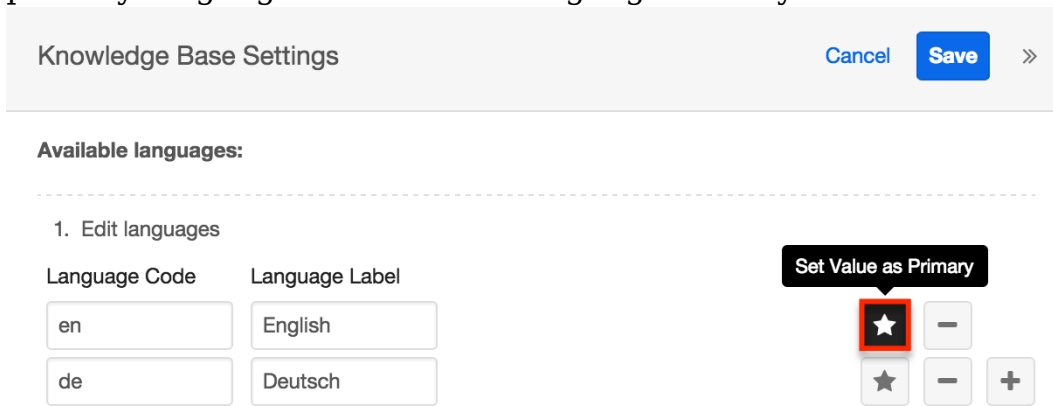 Knowledge Base Settings Cancel Save »
Available languages:
1. Edit languages
Language Code Language Label Set Value as Primary
en English
de Deutsch